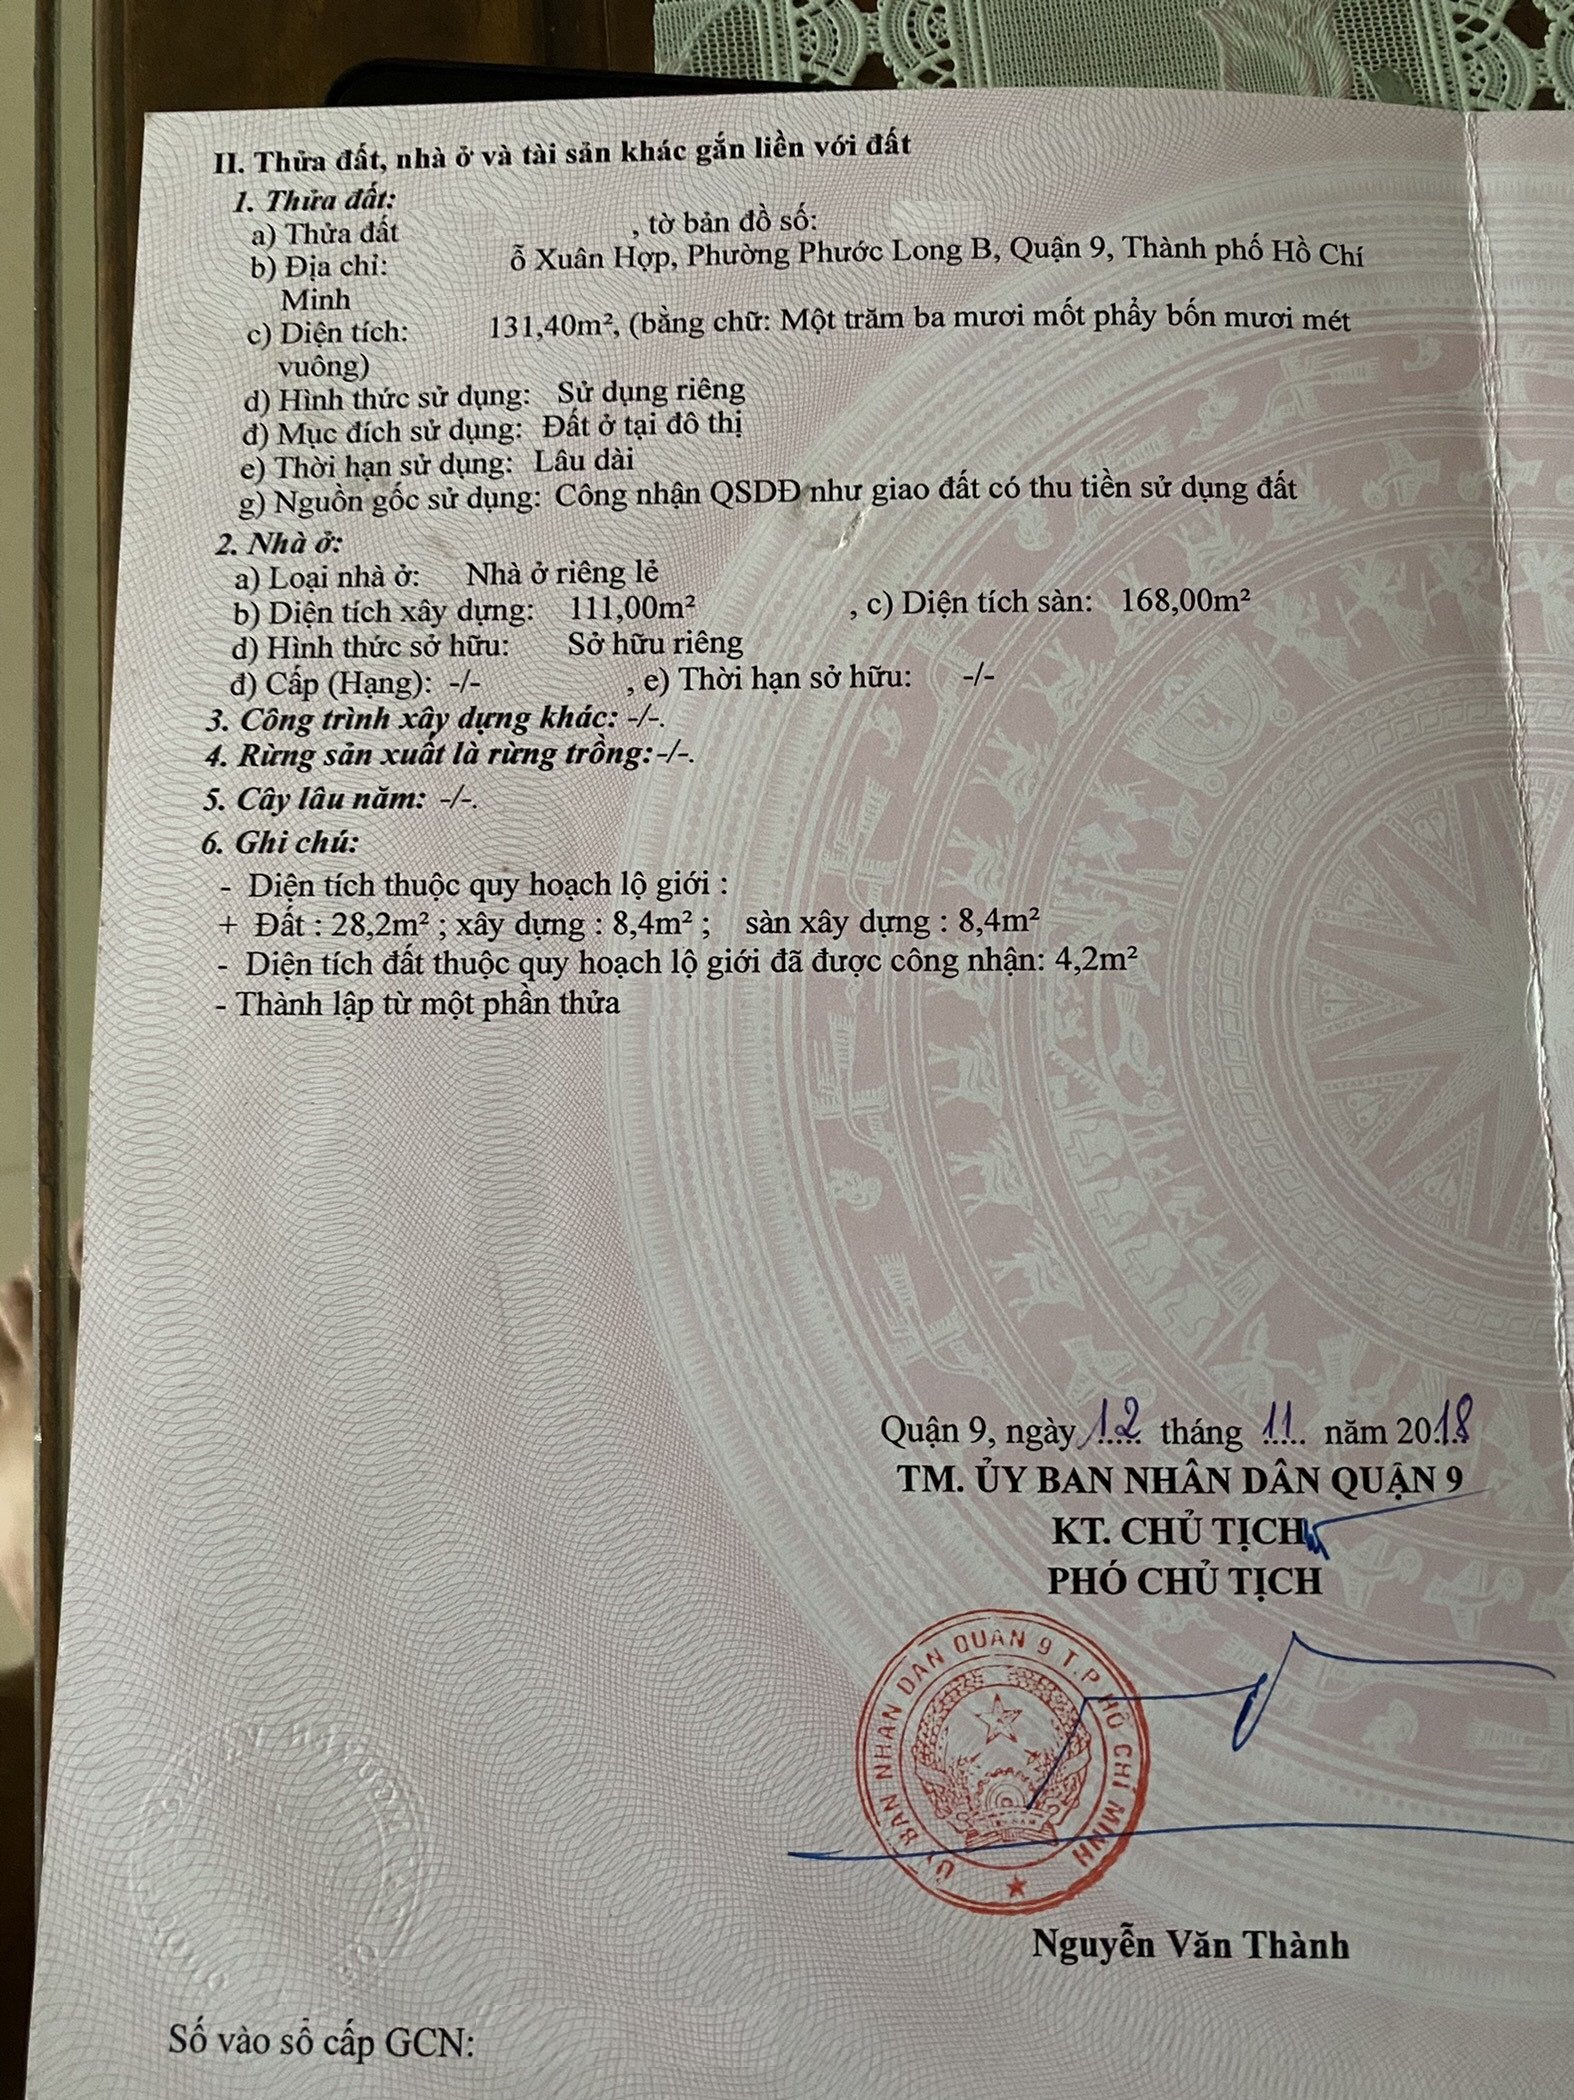 II. Thửa đất, nhà ở và tài sản khác gắn liền với đất
1. Thửa đất:
a) Thửa đất , tờ bản đồ số:
b) Địa chỉ: ỗ Xuân Hợp, Phường Phước Long B, Quận 9, Thành phố Hồ Chí
Minh
c) Diện tích: 131,40m², (bằng chữ: Một trăm ba mươi mốt phẩy bốn mươi mét
vuông)
d) Hình thức sử dụng: Sử dụng riêng
đ) Mục đích sử dụng: Đất ở tại đô thị
e) Thời hạn sử dụng: Lâu dài
g) Nguồn gốc sử dụng: Công nhận QSDĐ như giao đất có thu tiền sử dụng đất
2. Nhà ở:
a) Loại nhà ở: Nhà ở riêng lẻ
b) Diện tích xây dựng: 111,00m² , c) Diện tích sàn: 168,00m²
d) Hình thức sở hữu: Sở hữu riêng
đ) Cấp (Hạng): -/- , e) Thời hạn sở hữu: -/-
3. Công trình xây dựng khác: -/-.
4. Rừng sản xuất là rừng trồng: -/-.
5. Cây lâu năm: -/-.
6. Ghi chú:
- Diện tích thuộc quy hoạch lộ giới :
+ Đất : 28,2m² ; xây dựng : 8,4m² ; sàn xây dựng : 8,4m²
- Diện tích đất thuộc quy hoạch lộ giới đã được công nhận: 4,2m²
- Thành lập từ một phần thửa
Quận 9, ngày 12 tháng 11 năm 2018
TM. ỦY BAN NHÂN DÂN QUẬN 9
KT. CHỦ TỊCH
PHÓ CHỦ TỊCH
ỦY BAN NHÂN DÂN QUẬN 9 T.P HỒ CHÍ MINH
Nguyễn Văn Thành
Số vào sổ cấp GCN: